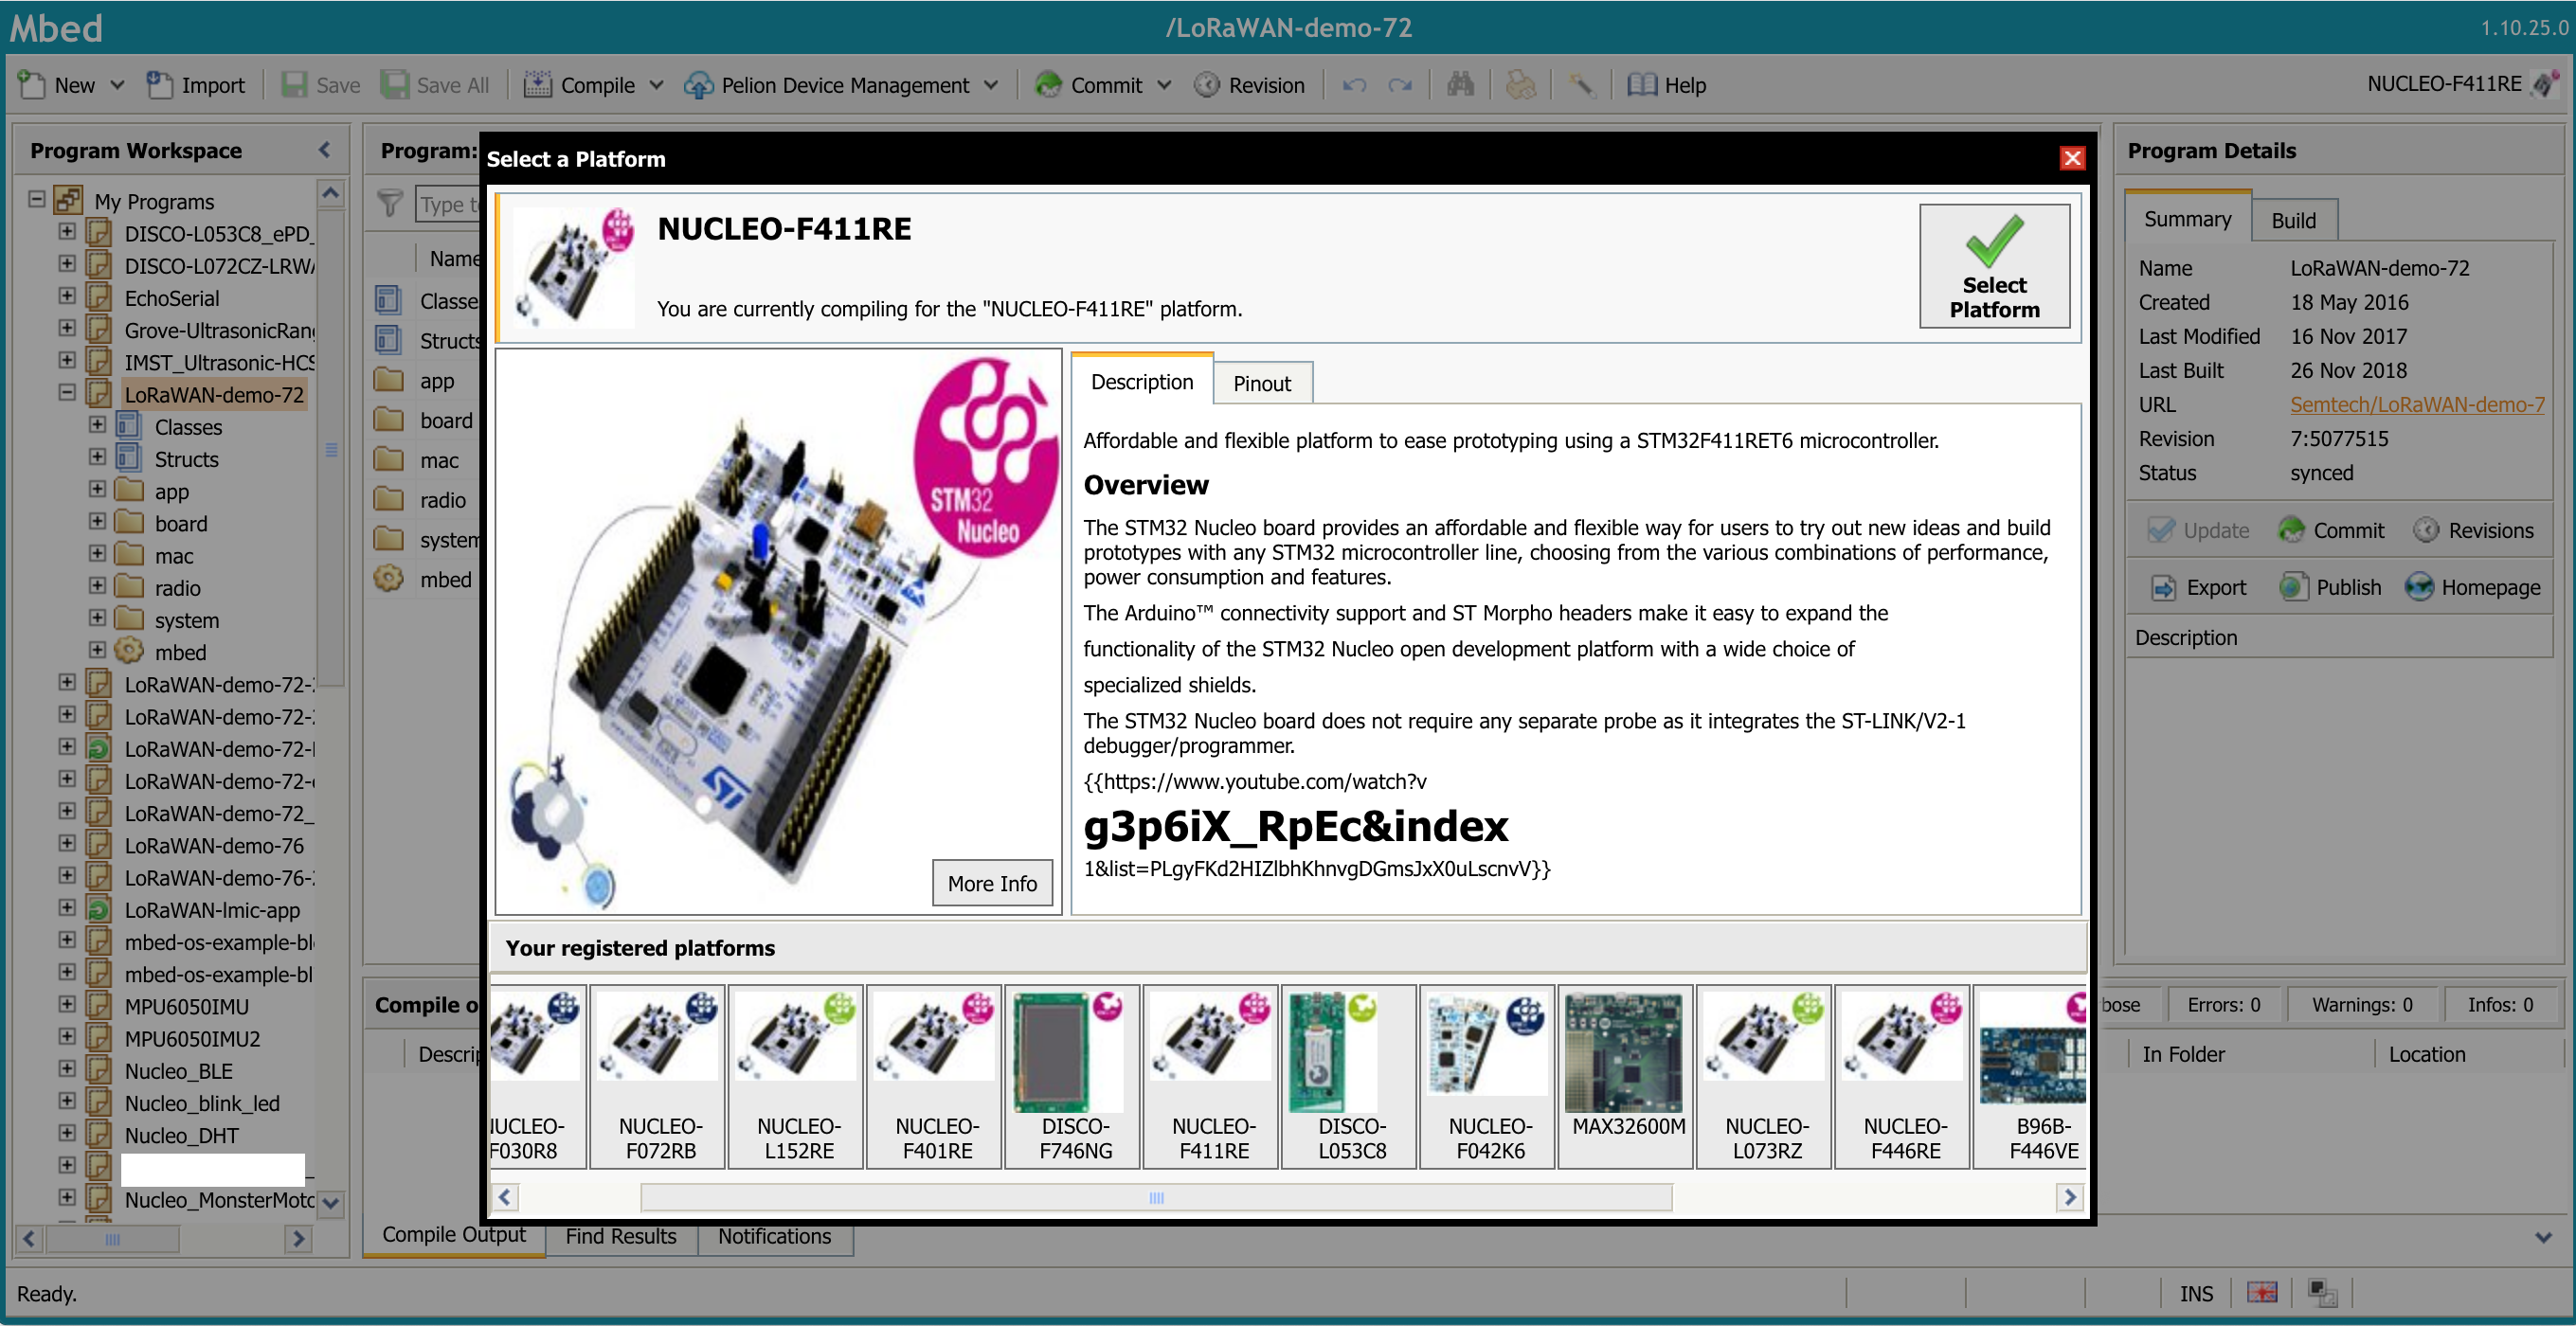 Mbed
/LoRaWAN-demo-72
1.10.25.0
New
Import
Save
Save All
Compile
Pelion Device Management
Commit
Revision
Help
NUCLEO-F411RE
Program Workspace
My Programs
DISCO-L053C8_ePD_
DISCO-L072CZ-LRW
EchoSerial
Grove-UltrasonicRan
IMST_Ultrasonic-HCS
LoRaWAN-demo-72
Classes
Structs
app
board
mac
radio
system
mbed
LoRaWAN-demo-72-
LoRaWAN-demo-72-
LoRaWAN-demo-72-
LoRaWAN-demo-72-
LoRaWAN-demo-72_
LoRaWAN-demo-76
LoRaWAN-demo-76-
LoRaWAN-lmic-app
mbed-os-example-bl
mbed-os-example-bl
MPU6050IMU
MPU6050IMU2
Nucleo_BLE
Nucleo_blink_led
Nucleo_DHT
Nucleo_MonsterMoto
Program:
Type t
Name
Classe
Structs
app
board
mac
radio
system
mbed
Select a Platform
NUCLEO-F411RE
You are currently compiling for the "NUCLEO-F411RE" platform.
Select
Platform
STM32
Nucleo
ST
More Info
Description
Pinout
Affordable and flexible platform to ease prototyping using a STM32F411RET6 microcontroller.
Overview
The STM32 Nucleo board provides an affordable and flexible way for users to try out new ideas and build
prototypes with any STM32 microcontroller line, choosing from the various combinations of performance,
power consumption and features.
The Arduino™ connectivity support and ST Morpho headers make it easy to expand the
functionality of the STM32 Nucleo open development platform with a wide choice of
specialized shields.
The STM32 Nucleo board does not require any separate probe as it integrates the ST-LINK/V2-1
debugger/programmer.
{{https://www.youtube.com/watch?v
g3p6iX_RpEc&index
1&list=PLgyFKd2HIZlbhKhnvgDGmsJxX0uLscnvV}}
Your registered platforms
NUCLEO-
F030R8
NUCLEO-
F072RB
NUCLEO-
L152RE
NUCLEO-
F401RE
DISCO-
F746NG
NUCLEO-
F411RE
DISCO-
L053C8
NUCLEO-
F042K6
MAX32600M
NUCLEO-
L073RZ
NUCLEO-
F446RE
B96B-
F446VE
Program Details
Summary
Build
Name LoRaWAN-demo-72
Created 18 May 2016
Last Modified 16 Nov 2017
Last Built 26 Nov 2018
URL Semtech/LoRaWAN-demo-7
Revision 7:5077515
Status synced
Update
Commit
Revisions
Export
Publish
Homepage
Description
Compile o
Descrip
bose
Errors: 0
Warnings: 0
Infos: 0
In Folder
Location
Compile Output
Find Results
Notifications
Ready.
INS